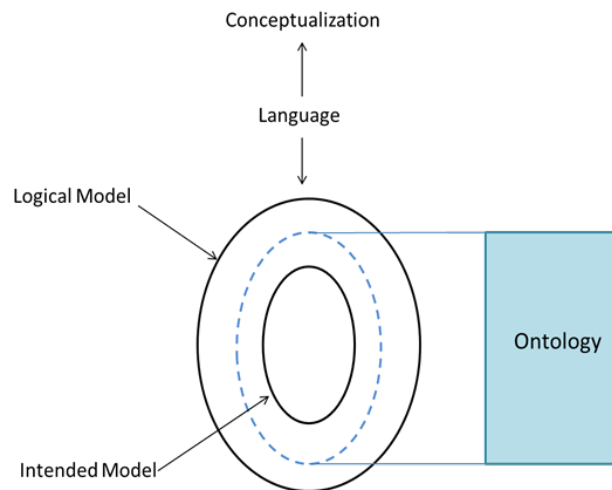 Conceptualization
Language
Logical Model
Ontology
Intended Model